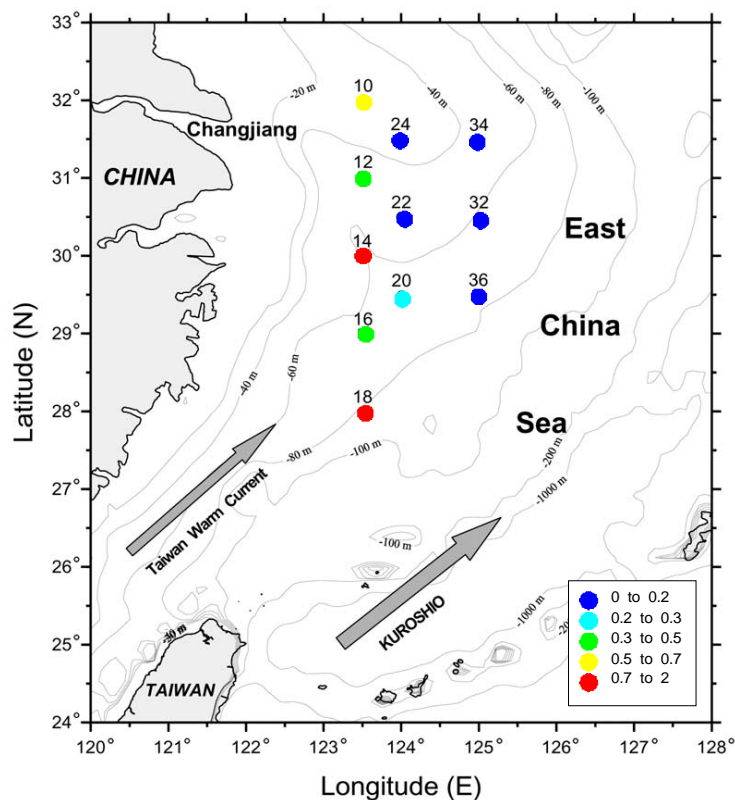 33°
32°
31°
30°
29°
28°
27°
26°
25°
24°
Latitude (N)
120°
121°
122°
123°
124°
125°
126°
127°
128°
Longitude (E)
Changjiang
CHINA
East
China
Sea
TAIWAN
Taiwan Warm Current
KUROSHIO
10
24
34
12
22
32
14
20
36
16
18
-20 m
-40 m
-60 m
-80 m
-100 m
-40 m
-60 m
-80 m
-100 m
-200 m
-1000 m
-100 m
-1000 m
-30 m
0 to 0.2
0.2 to 0.3
0.3 to 0.5
0.5 to 0.7
0.7 to 2